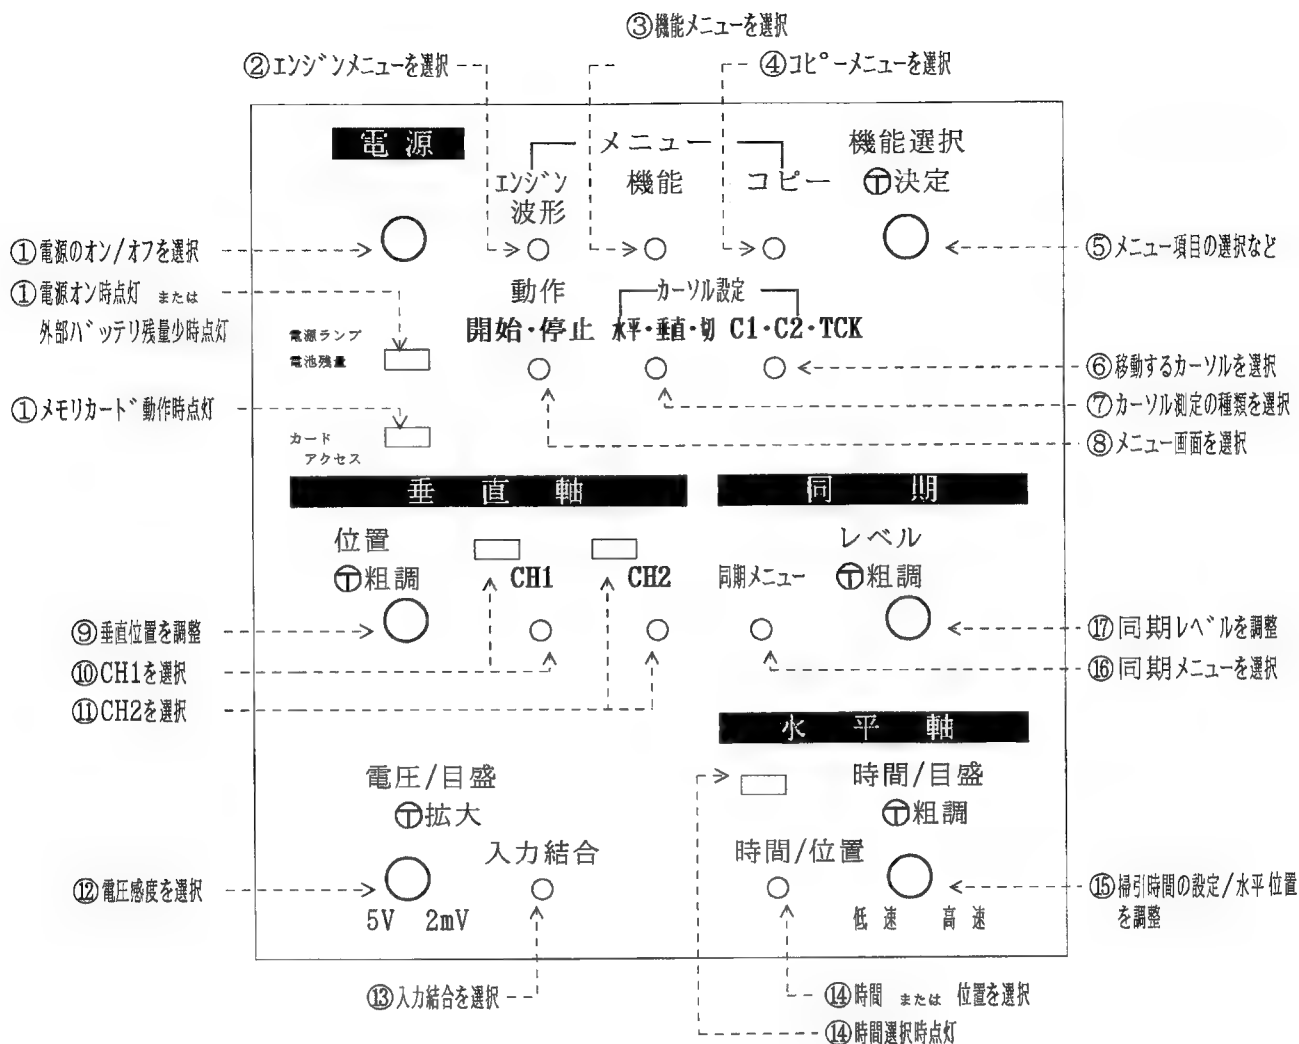 ③機能メニューを選択
②エンジンメニューを選択
④コピーメニューを選択
電源
メニュー
機能選択
エンジン
波形
機能
コピー
Ⓣ決定
①電源のオン/オフを選択
⑤メニュー項目の選択など
①電源オン時点灯 または
外部バッテリ残量少時点灯
動作
カーソル設定
開始・停止
水平・垂直・切
C1・C2・TCK
電源ランプ
電池残量
⑥移動するカーソルを選択
⑦カーソル測定の種類を選択
⑧メニュー画面を選択
①メモリカード動作時点灯
カード
アクセス
垂直軸
同期
位置
Ⓣ粗調
CH1
CH2
同期メニュー
レベル
Ⓣ粗調
⑨垂直位置を調整
⑩CH1を選択
⑪CH2を選択
⑰同期レベルを調整
⑯同期メニューを選択
水平軸
電圧/目盛
Ⓣ拡大
時間/目盛
Ⓣ粗調
入力結合
時間/位置
⑫電圧感度を選択
5V 2mV
低速 高速
⑮掃引時間の設定/水平位置
を調整
⑬入力結合を選択
⑭時間 または 位置を選択
⑭時間選択時点灯